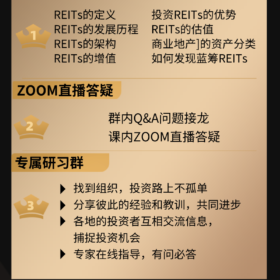 REITs的定义 投资REITs的优势
REITs的发展历程 REITs的估值
1
REITs的架构 商业地产]的资产分类
REITs的增值 如何发现蓝筹REITs
ZOOM直播答疑
群内Q&A问题接龙
2
课内ZOOM直播答疑
专属研习群
找到组织，投资路上不孤单
3
分享彼此的经验和教训，共同进步
各地的投资者互相交流信息，
捕捉投资机会
专家在线指导，有问必答